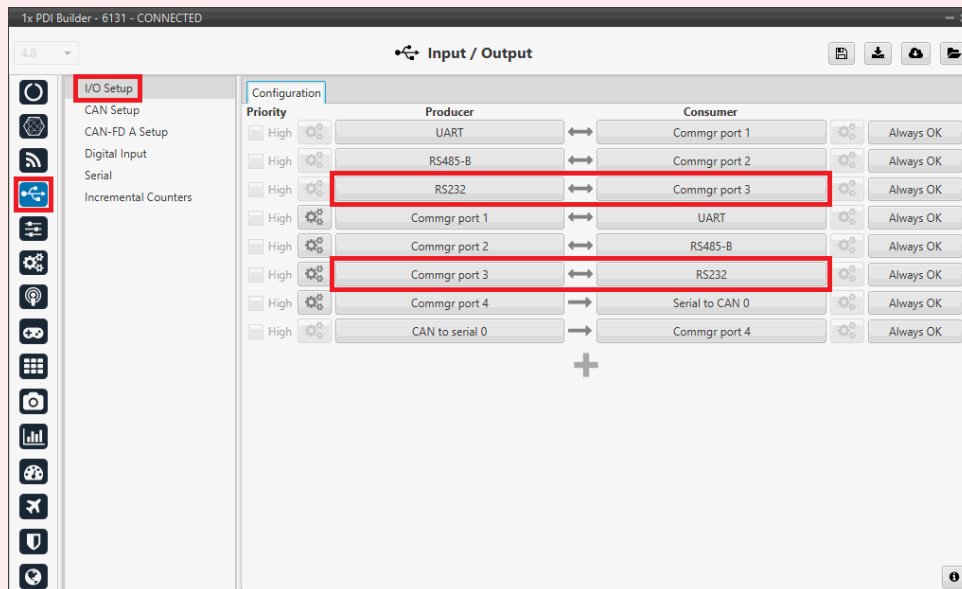 1x PDI Builder - 6131 - CONNECTED
4.8
Input / Output
I/O Setup
CAN Setup
CAN-FD A Setup
Digital Input
Serial
Incremental Counters
Configuration
Priority Producer Consumer
High UART Commgr port 1 Always OK
High RS485-B Commgr port 2 Always OK
High RS232 Commgr port 3 Always OK
High Commgr port 1 UART Always OK
High Commgr port 2 RS485-B Always OK
High Commgr port 3 RS232 Always OK
High Commgr port 4 Serial to CAN 0 Always OK
High CAN to serial 0 Commgr port 4 Always OK